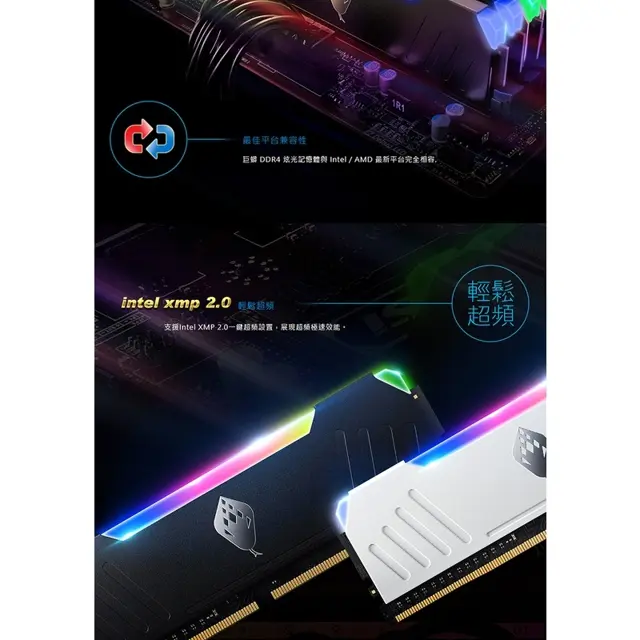 1R1
最佳平台兼容性
巨蟒 DDR4 炫光記憶體與 Intel / AMD 最新平台完全相容.
intel xmp 2.0 輕鬆超頻
輕鬆
超頻
支援Intel XMP 2.0一鍵超頻設置，展現超頻極速效能。